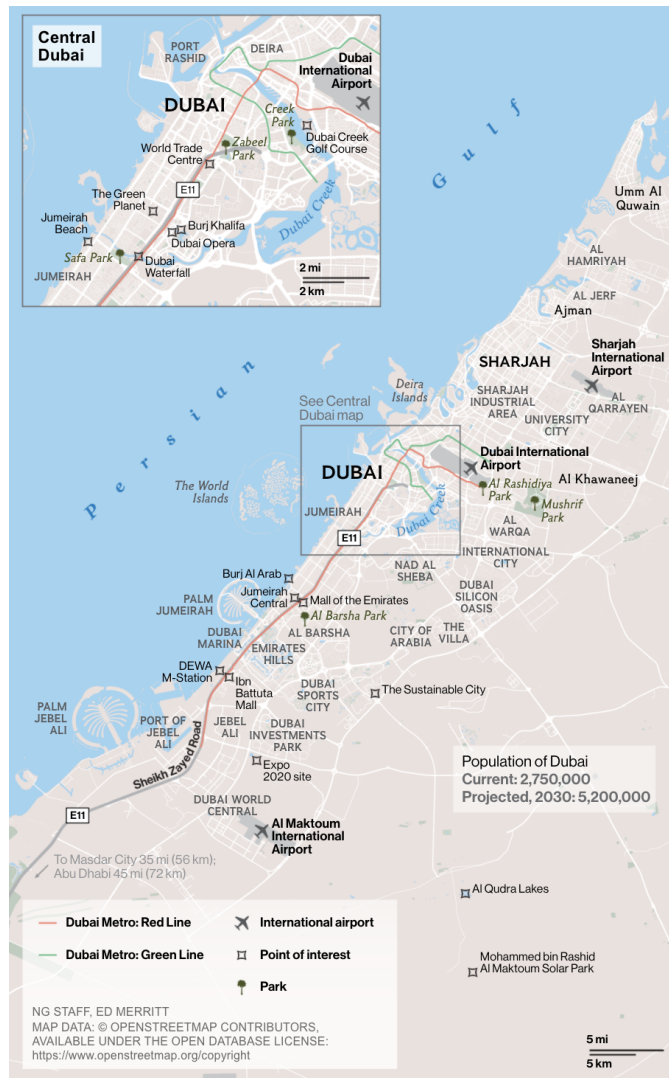 Central
Dubai
PORT
RASHID
DEIRA
Dubai
International
Airport
DUBAI
Creek
Park
Zabeel
Park
Dubai Creek
Golf Course
World Trade
Centre
E11
The Green
Planet
Jumeirah
Beach
Burj Khalifa
Dubai Opera
Dubai Creek
Safa Park
Dubai
Waterfall
JUMEIRAH
2 mi
2 km
Persian Gulf
Umm Al
Quwain
AL
HAMRIYAH
AL JERF
Ajman
SHARJAH
Sharjah
International
Airport
Deira
Islands
SHARJAH
INDUSTRIAL
AREA
AL
QARRAYEN
UNIVERSITY
CITY
See Central
Dubai map
DUBAI
Dubai International
Airport
Al Rashidiya
Park
Al Khawaneej
Mushrif
Park
The World
Islands
JUMEIRAH
Dubai Creek
AL
WARQA
E11
INTERNATIONAL
CITY
NAD AL
SHEBA
Burj Al Arab
DUBAI
SILICON
OASIS
PALM
JUMEIRAH
Jumeirah
Central
Mall of the Emirates
Al Barsha Park
AL BARSHA
CITY OF
ARABIA
THE
VILLA
DUBAI
MARINA
EMIRATES
HILLS
DEWA
M-Station
Ibn
Battuta
Mall
DUBAI
SPORTS
CITY
The Sustainable City
PALM
JEBEL
ALI
PORT OF
JEBEL
ALI
JEBEL
ALI
DUBAI
INVESTMENTS
PARK
Sheikh Zayed Road
Expo
2020 site
Population of Dubai
Current: 2,750,000
Projected, 2030: 5,200,000
DUBAI WORLD
CENTRAL
E11
Al Maktoum
International
Airport
To Masdar City 35 mi (56 km);
Abu Dhabi 45 mi (72 km)
Al Qudra Lakes
Mohammed bin Rashid
Al Maktoum Solar Park
Dubai Metro: Red Line
International airport
Dubai Metro: Green Line
Point of interest
Park
NG STAFF, ED MERRITT
MAP DATA: © OPENSTREETMAP CONTRIBUTORS,
AVAILABLE UNDER THE OPEN DATABASE LICENSE:
https://www.openstreetmap.org/copyright
5 mi
5 km